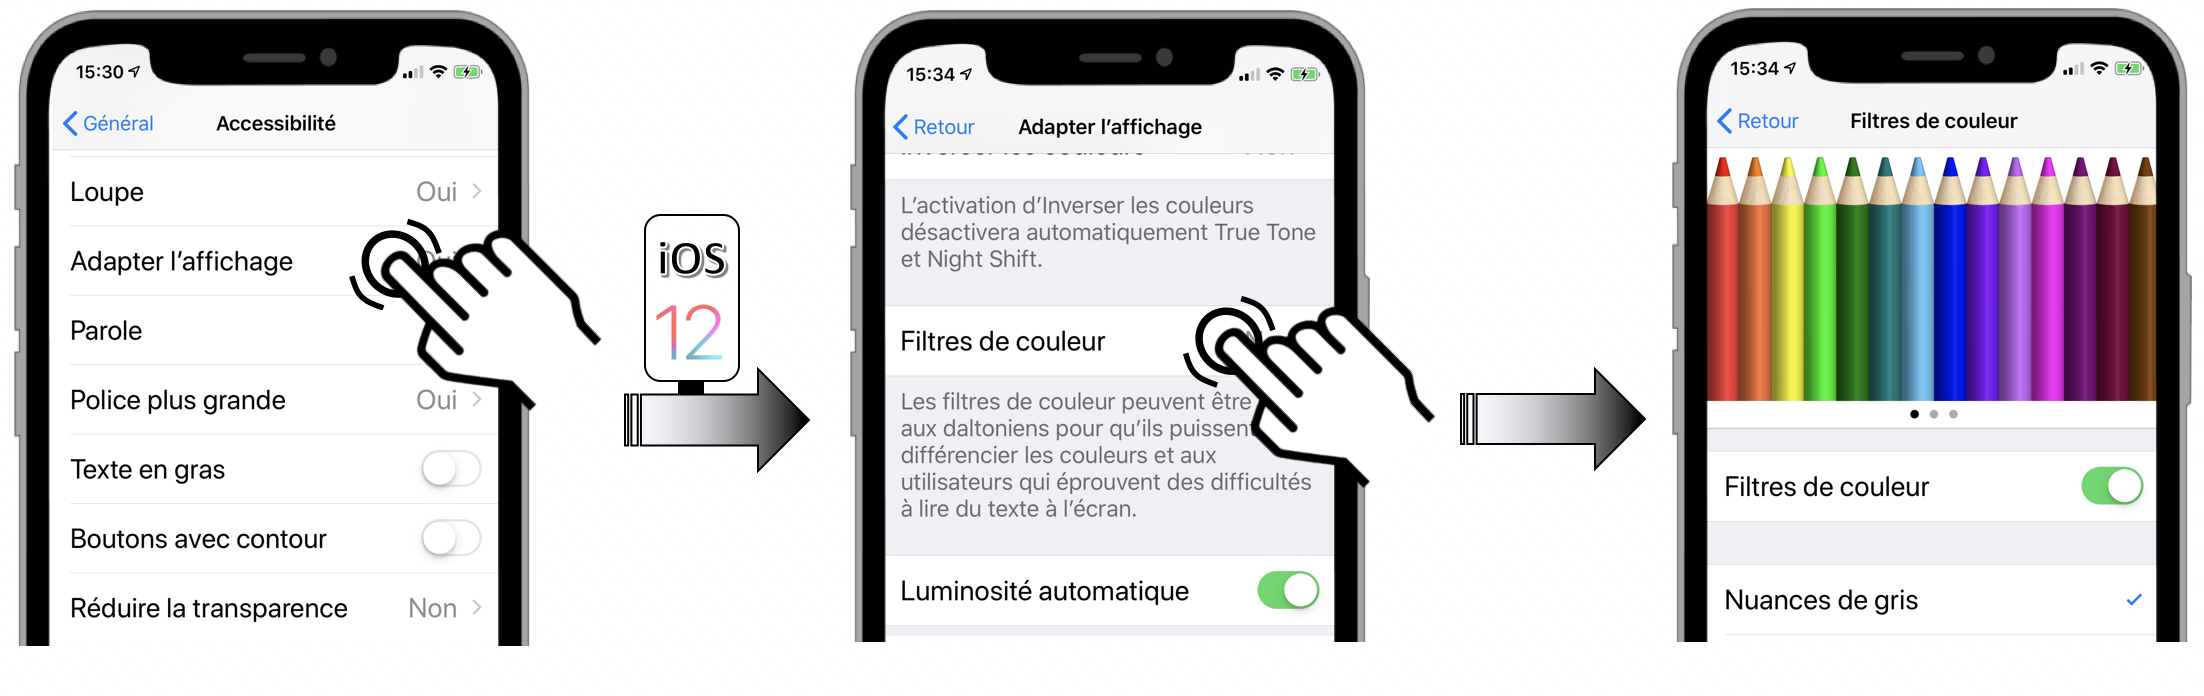 15:30
Général
Accessibilité
Loupe
Oui
Adapter l'affichage
Parole
Police plus grande
Oui
Texte en gras
Boutons avec contour
Réduire la transparence
Non
iOS
12
15:34
Retour
Adapter l'affichage
L'activation d'Inverser les couleurs
désactivera automatiquement True Tone
et Night Shift.
Filtres de couleur
Les filtres de couleur peuvent être
aux daltoniens pour qu'ils puissent
différencier les couleurs et aux
utilisateurs qui éprouvent des difficultés
à lire du texte à l'écran.
Luminosité automatique
15:34
Retour
Filtres de couleur
Filtres de couleur
Nuances de gris